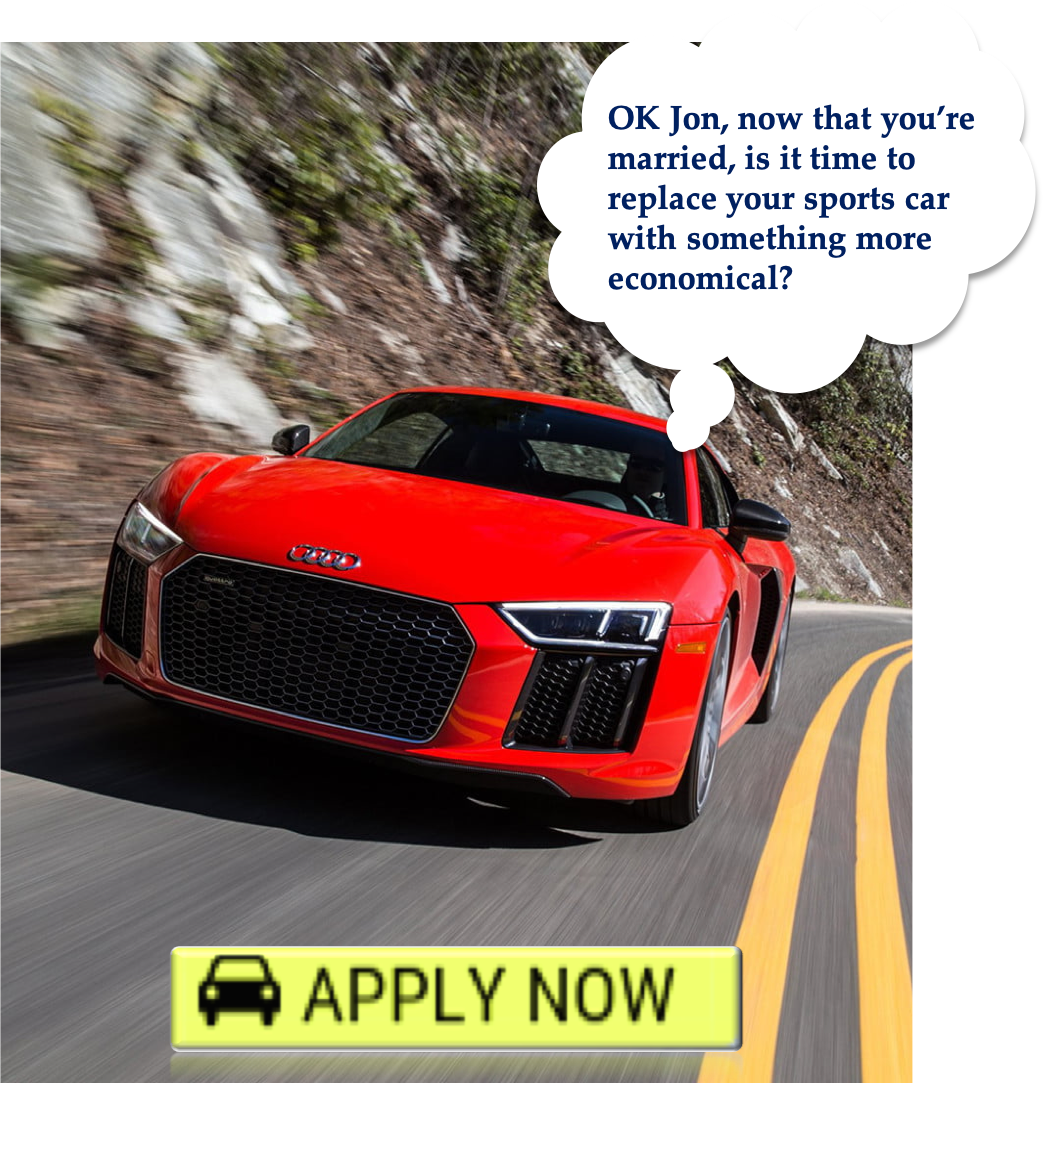 OK Jon, now that you’re
married, is it time to
replace your sports car
with something more
economical?
APPLY NOW